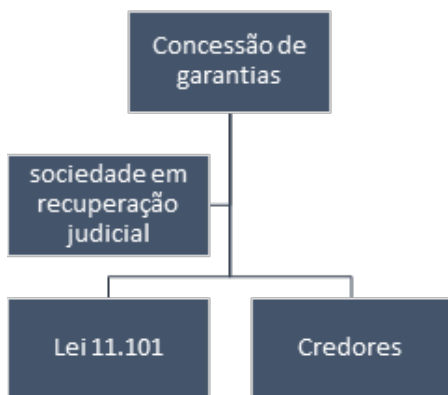 Concessão de
garantias
sociedade em
recuperação
judicial
Lei 11.101
Credores